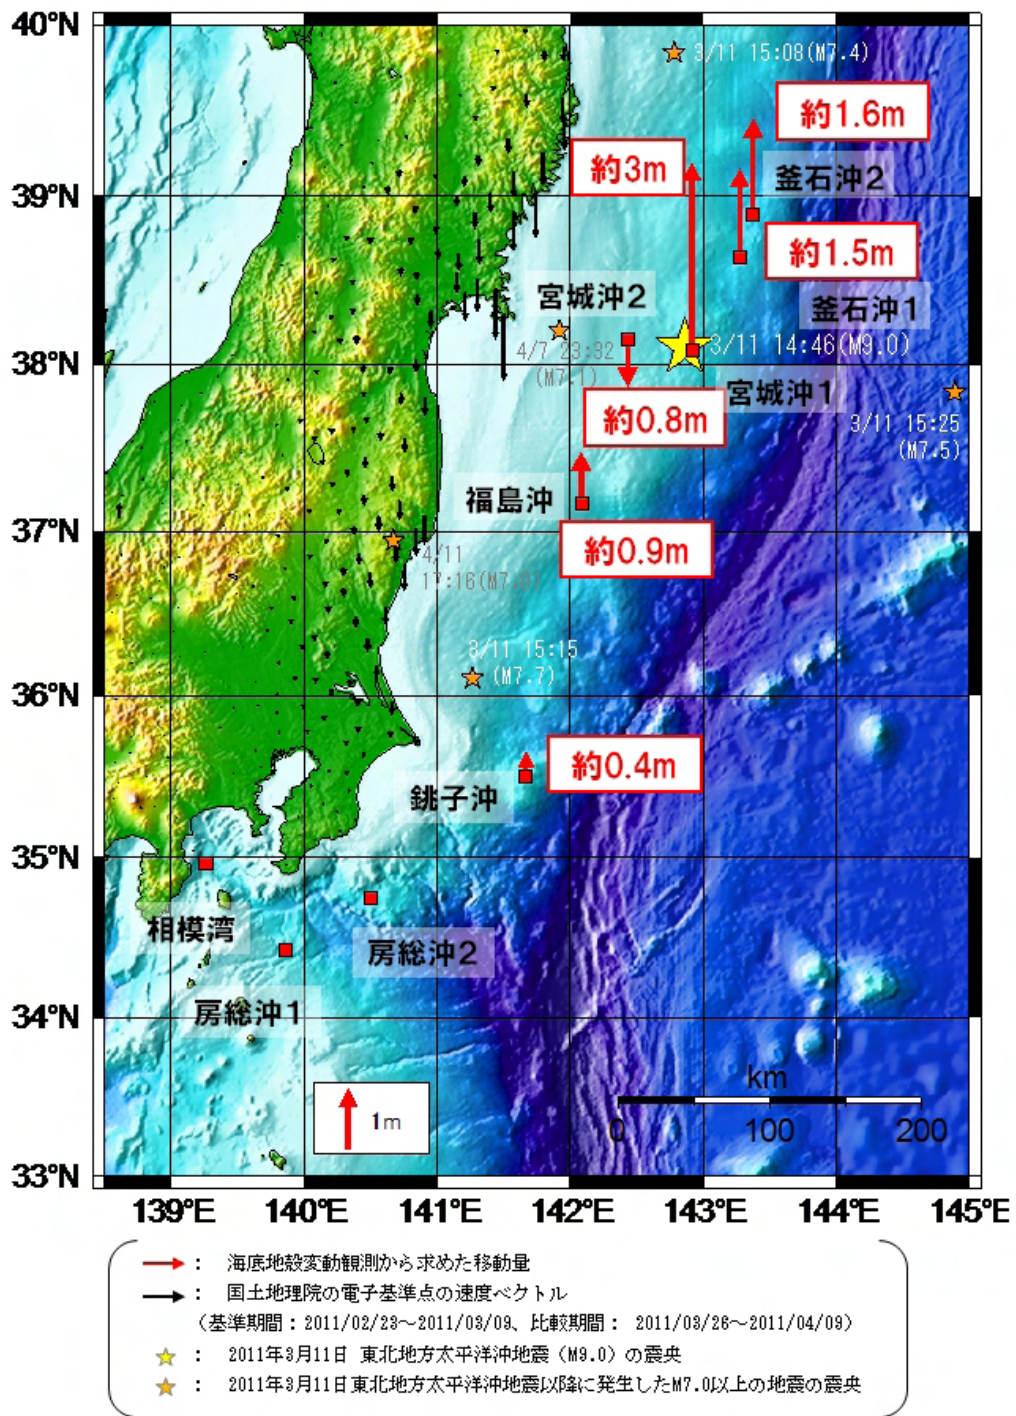 40°N
3/11 15:08(M7.4)
約1.6m
約3m
釜石沖2
39°N
約1.5m
宮城沖2
釜石沖1
4/7 23:32
(M7.1)
3/11 14:46(M9.0)
38°N
宮城沖1
約0.8m
3/11 15:25
(M7.5)
福島沖
37°N
約0.9m
4/11
17:16(M7.0)
3/11 15:15
(M7.7)
36°N
約0.4m
銚子沖
35°N
相模湾
房総沖2
34°N
房総沖1
km
1m
0 100 200
33°N
139°E 140°E 141°E 142°E 143°E 144°E 145°E
： 海底地殻変動観測から求めた移動量
： 国土地理院の電子基準点の速度ベクトル
（基準期間：2011/02/23～2011/03/09、比較期間： 2011/03/26～2011/04/09）
： 2011年3月11日 東北地方太平洋沖地震（M9.0）の震央
： 2011年3月11日東北地方太平洋沖地震以降に発生したM7.0以上の地震の震央